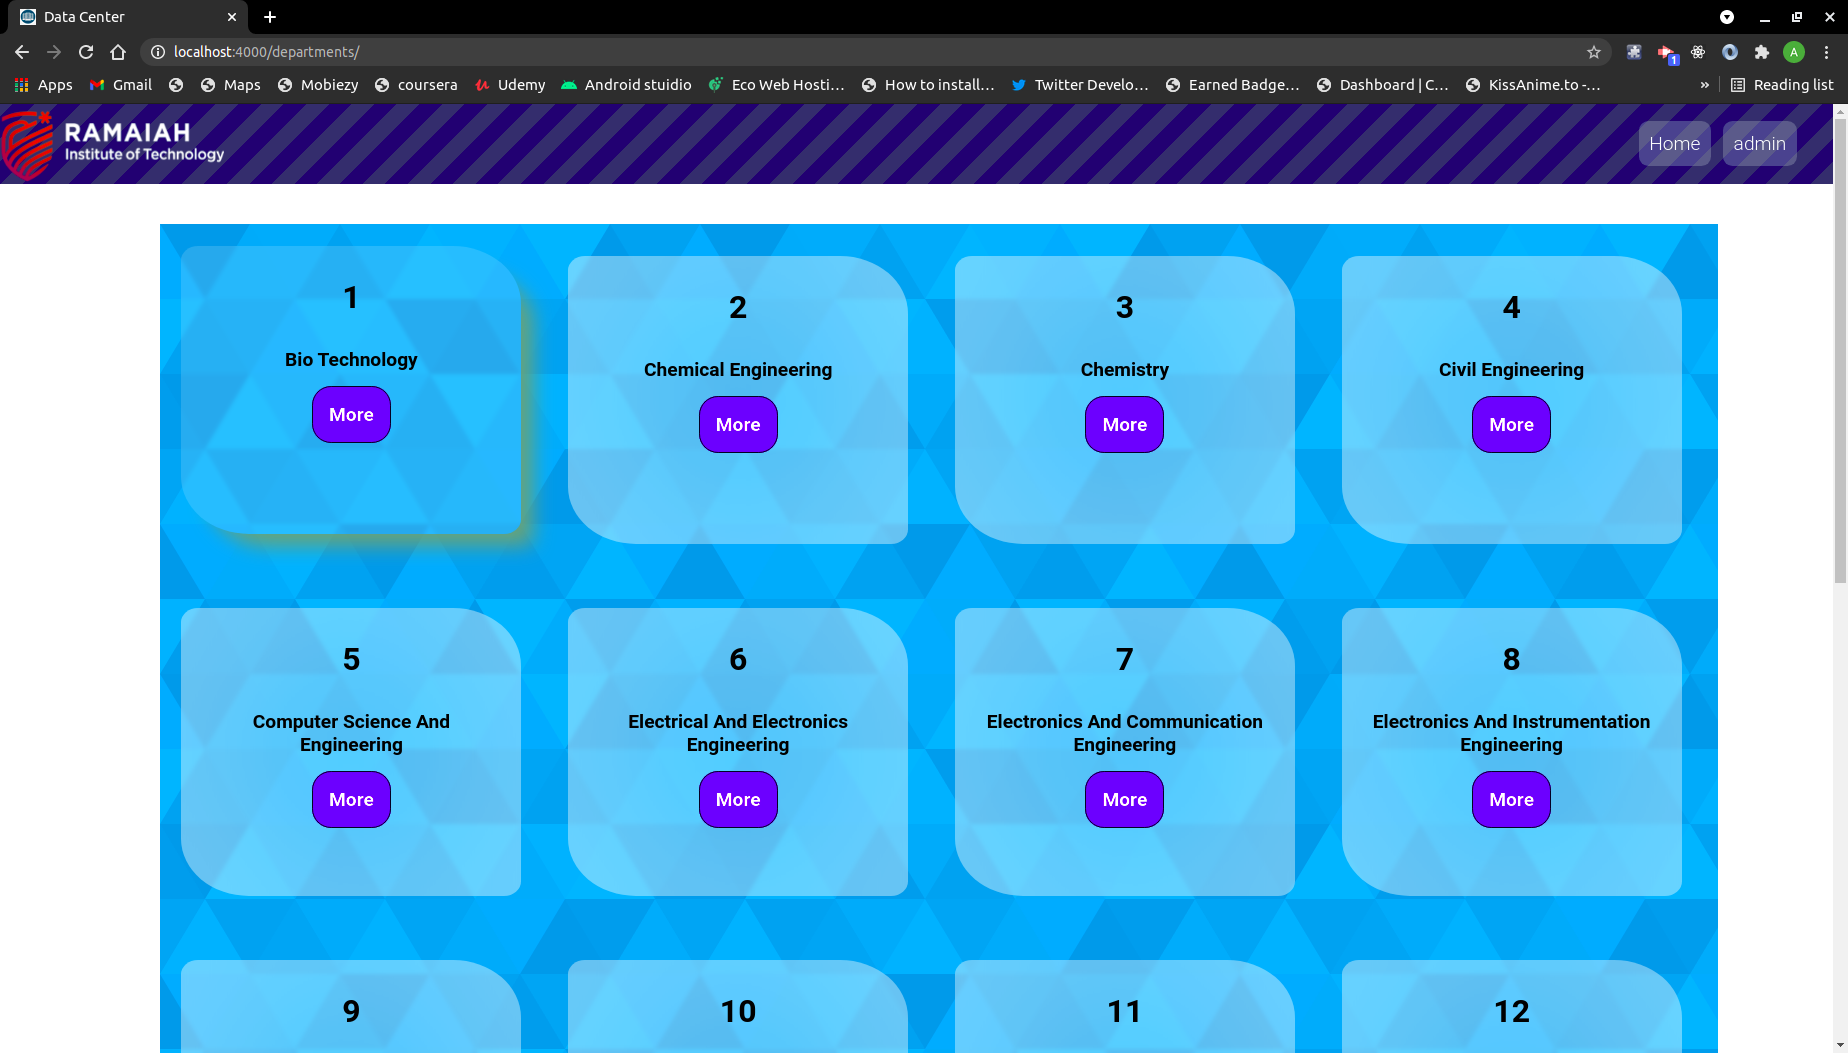 Data Center
localhost:4000/departments/
1
A
Apps
Gmail
Maps
Mobiezy
coursera
Udemy
Android stuidio
Eco Web Hosti...
How to install...
Twitter Develo...
Earned Badge...
Dashboard | C...
KissAnime.to -...
»
Reading list
RAMAIAH
Institute of Technology
Home
admin
1
Bio Technology
More
2
Chemical Engineering
More
3
Chemistry
More
4
Civil Engineering
More
5
Computer Science And
Engineering
More
6
Electrical And Electronics
Engineering
More
7
Electronics And Communication
Engineering
More
8
Electronics And Instrumentation
Engineering
More
9
10
11
12